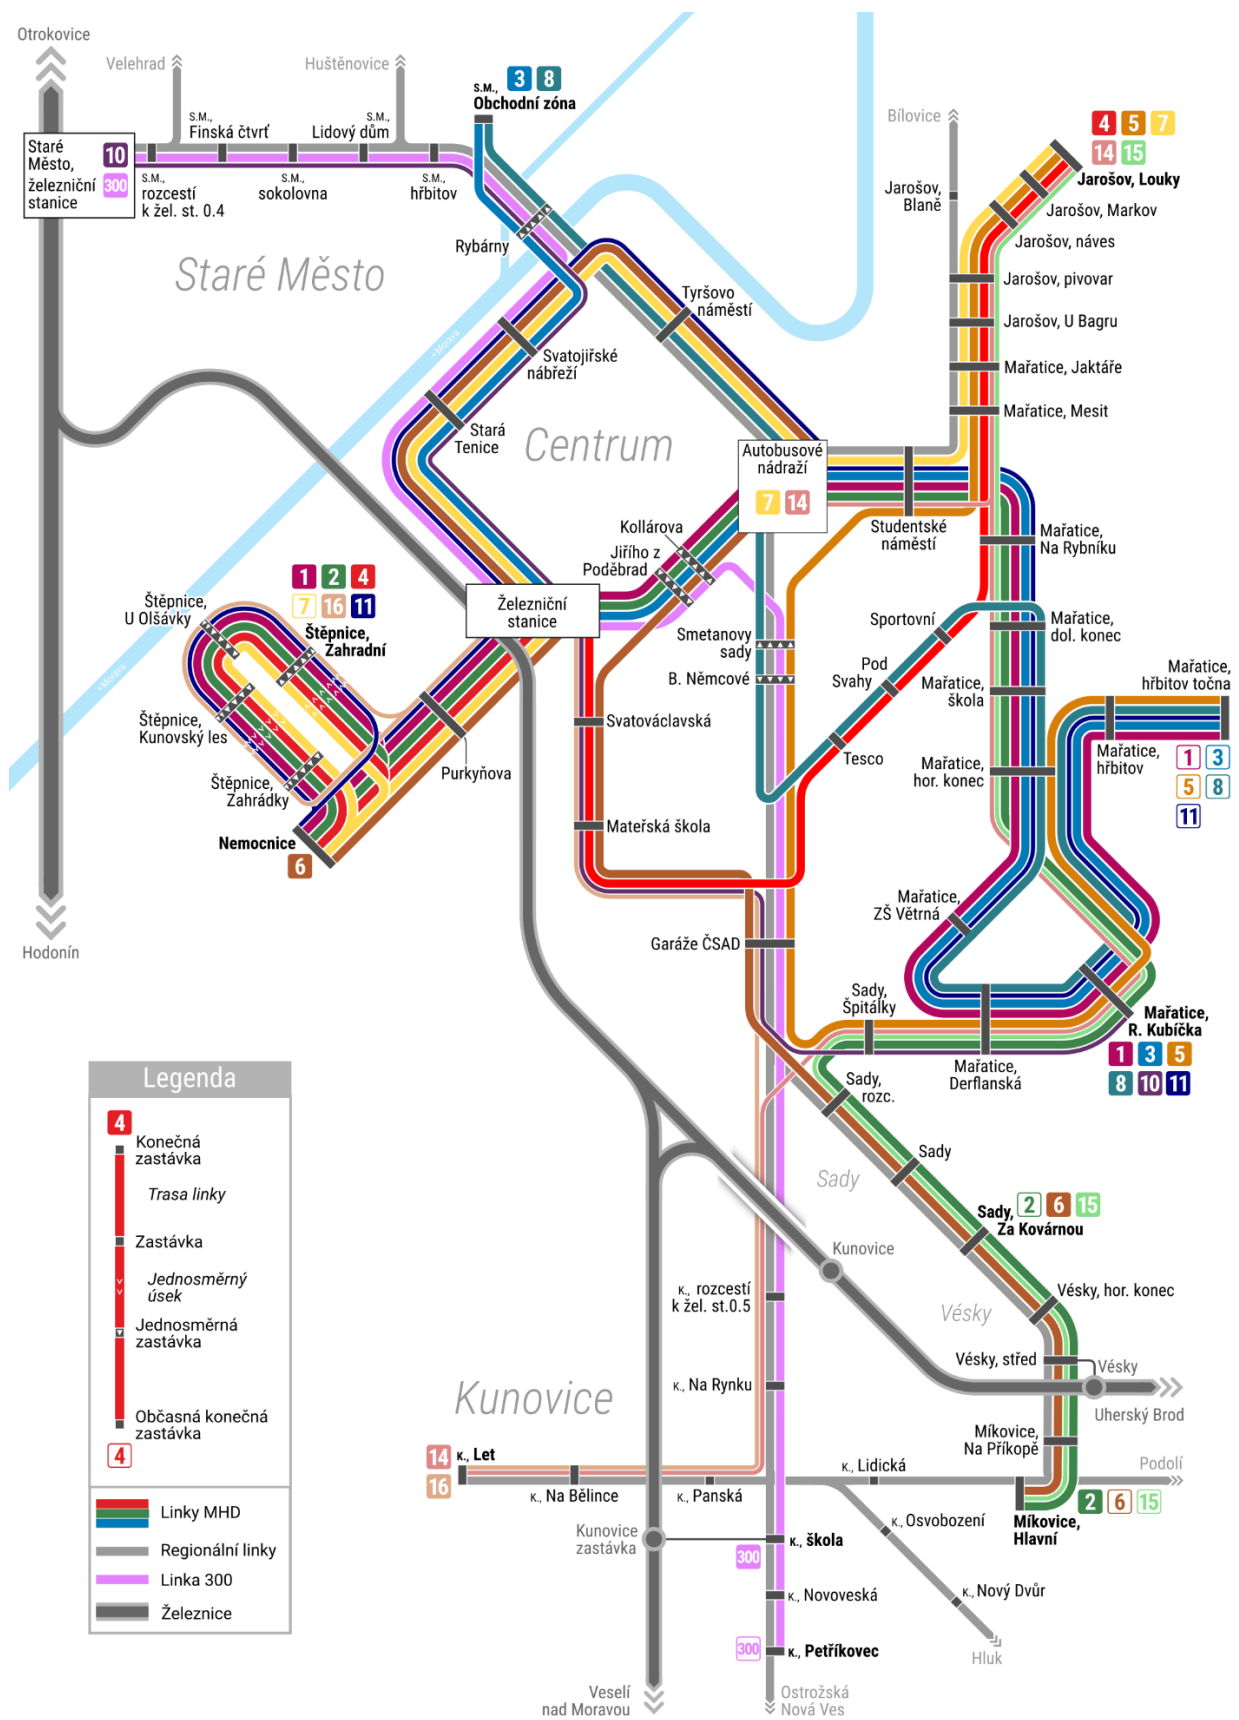 Otrokovice
Velehrad
Huštěnovice
S.M.,
Obchodní zóna
3
8
S.M.,
Finská čtvrť
S.M.,
Lidový dům
Staré
Město,
železniční
stanice
10
300
S.M.,
rozcestí
k žel. st. 0.4
S.M.,
sokolovna
S.M.,
hřbitov
Rybárny
Staré Město
Bílovice
4
5
7
14
15
Jarošov, Louky
Jarošov,
Blaně
Jarošov, Markov
Jarošov, náves
Jarošov, pivovar
Jarošov, U Bagru
Mařatice, Jaktáře
Mařatice, Mesit
Tyršovo
náměstí
• Morava
Svatojiřské
nábřeží
Stará
Tenice
Centrum
Autobusové
nádraží
7
14
Studentské
náměstí
Kollárova
Jiřího z
Poděbrad
Mařatice,
Na Rybníku
1
2
4
7
16
11
Štěpnice,
U Olšávky
Štěpnice,
Zahradní
Železniční
stanice
Smetanovy
sady
B. Němcové
Sportovní
Pod
Svahy
Tesco
Mařatice,
dol. konec
Mařatice,
škola
Mařatice,
hor. konec
Mařatice,
hřbitov točna
Mařatice,
hřbitov
1
3
5
8
11
• Morava
Štěpnice,
Kunovský les
Štěpnice,
Zahrádky
Purkyňova
Svatováclavská
Mateřská škola
Nemocnice
6
Hodonín
Mařatice,
ZŠ Větrná
Garáže ČSAD
Sady,
Špitálky
Mařatice,
R. Kubíčka
1
3
5
8
10
11
Mařatice,
Derflanská
Sady,
rozc.
Sady
Sady
Sady,
Za Kovárnou
2
6
15
Kunovice
Vésky, hor. konec
Vésky
Vésky, střed
Vésky
Uherský Brod
K., rozcestí
k žel. st.0.5
K., Na Rynku
Kunovice
Míkovice,
Na Příkopě
14
16
K., Let
K., Na Bělince
K., Panská
K., Lidická
Podolí
Míkovice,
Hlavní
2
6
15
K., Osvobození
Kunovice
zastávka
K., škola
300
K., Novoveská
K., Nový Dvůr
300
K., Petříkovec
Hluk
Veselí
nad Moravou
Ostrožská
Nová Ves
Legenda
4
Konečná
zastávka
Trasa linky
Zastávka
Jednosměrný
úsek
Jednosměrná
zastávka
Občasná konečná
zastávka
4
Linky MHD
Regionální linky
Linka 300
Železnice